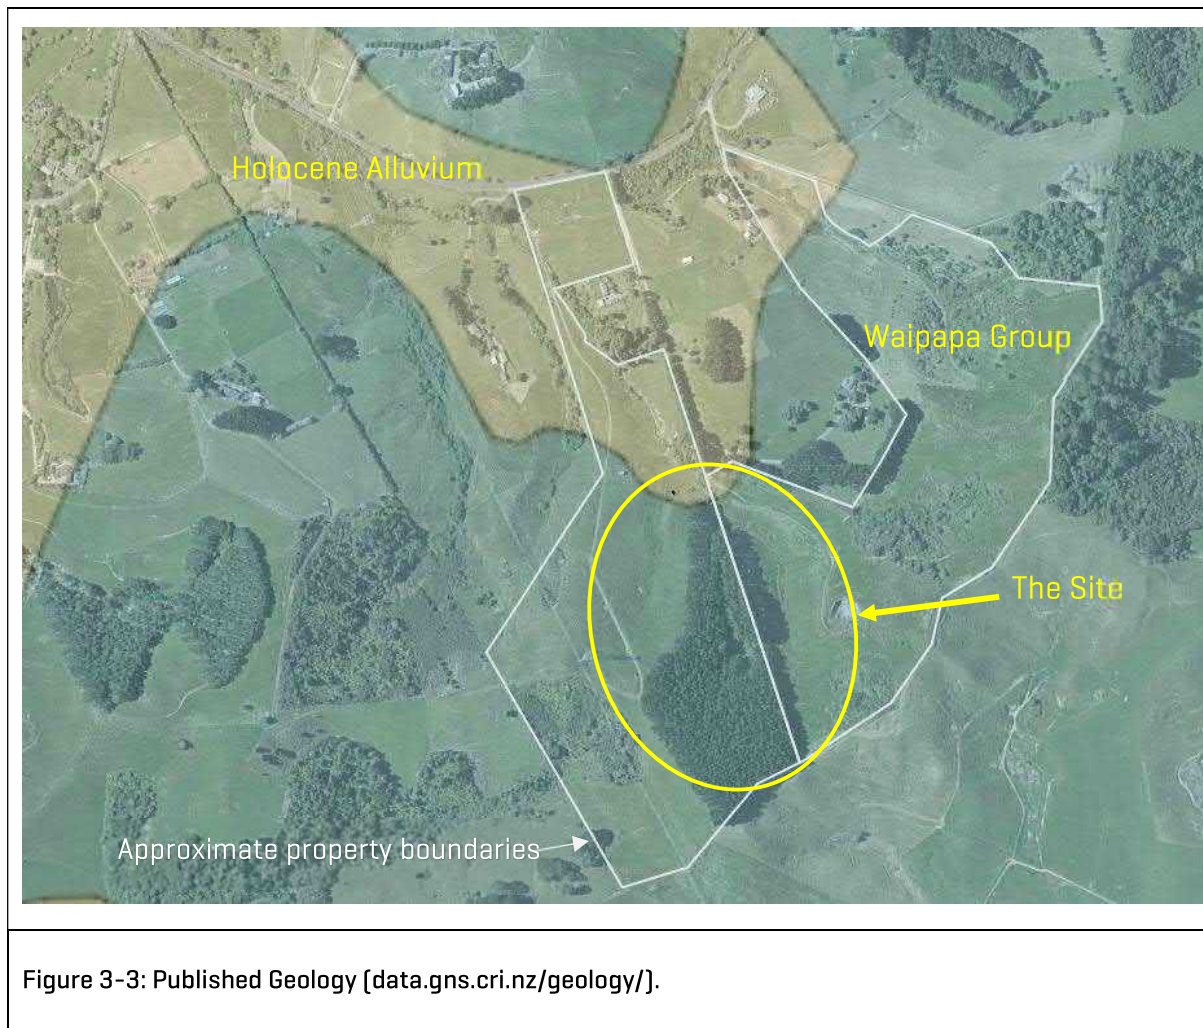 Holocene Alluvium
Waipapa Group
The Site
Approximate property boundaries
Figure 3-3: Published Geology (data.gns.cri.nz/geology/).